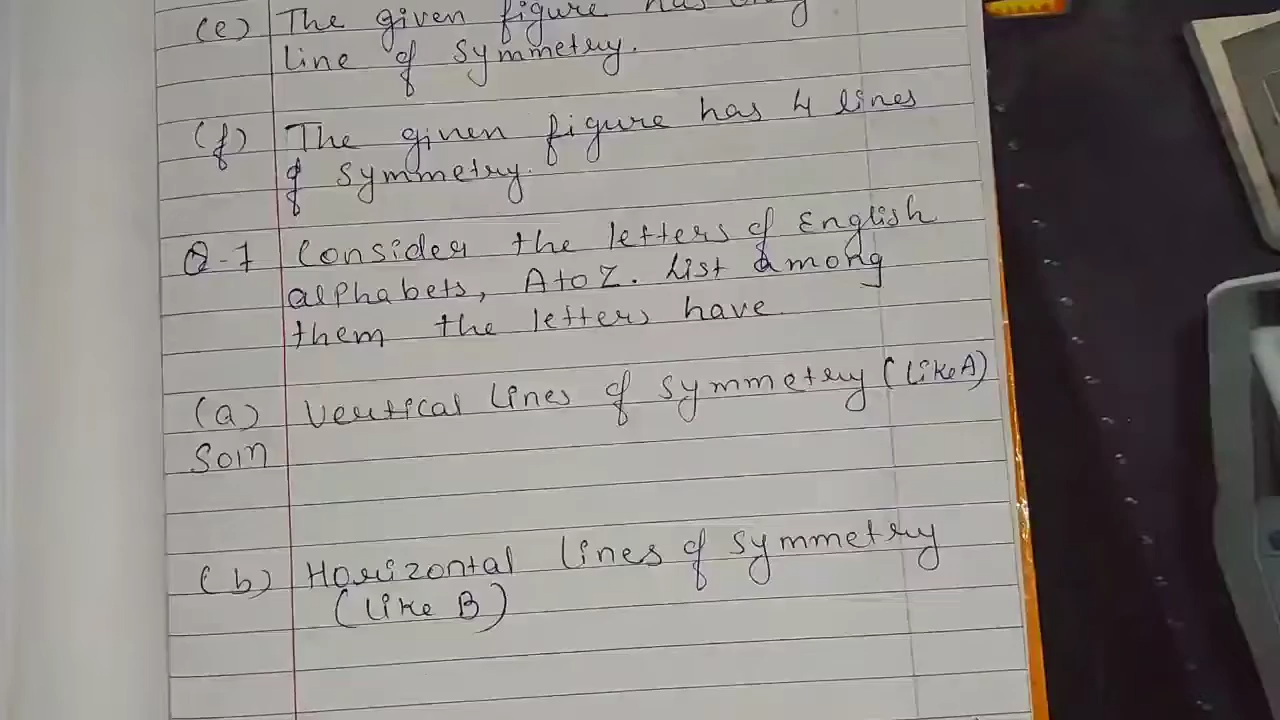 (e) The given figure has only
line of symmetry.
(f) The given figure has 4 lines
of symmetry.
Q-7 Consider the letters of English
alphabets, A to Z. List among
them the letters have
(a) Vertical lines of symmetry (like A)
Soln
(b) Horizontal lines of symmetry
(like B)